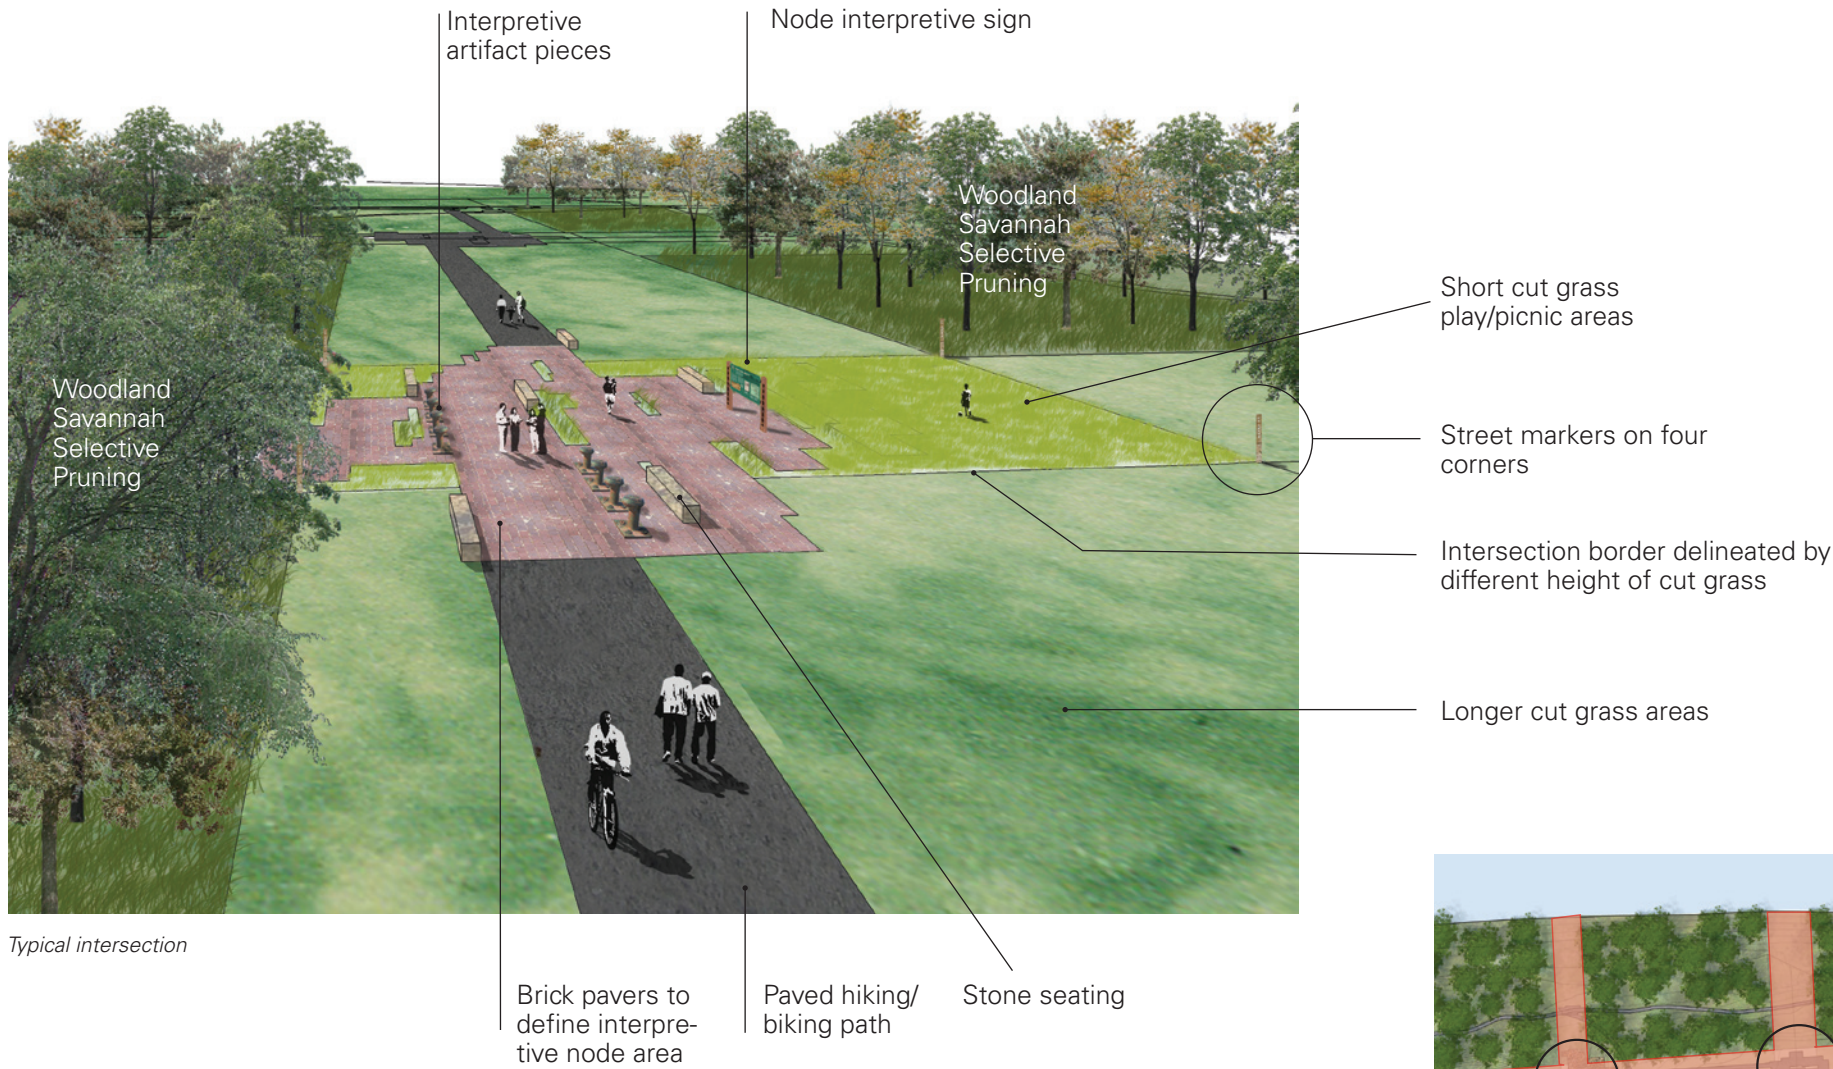 Interpretive
artifact pieces
Node interpretive sign
Woodland
Savannah
Selective
Pruning
Short cut grass
play/picnic areas
Woodland
Savannah
Selective
Pruning
Street markers on four
corners
Intersection border delineated by
different height of cut grass
Longer cut grass areas
Typical intersection
Brick pavers to
define interpre-
tive node area
Paved hiking/
biking path
Stone seating